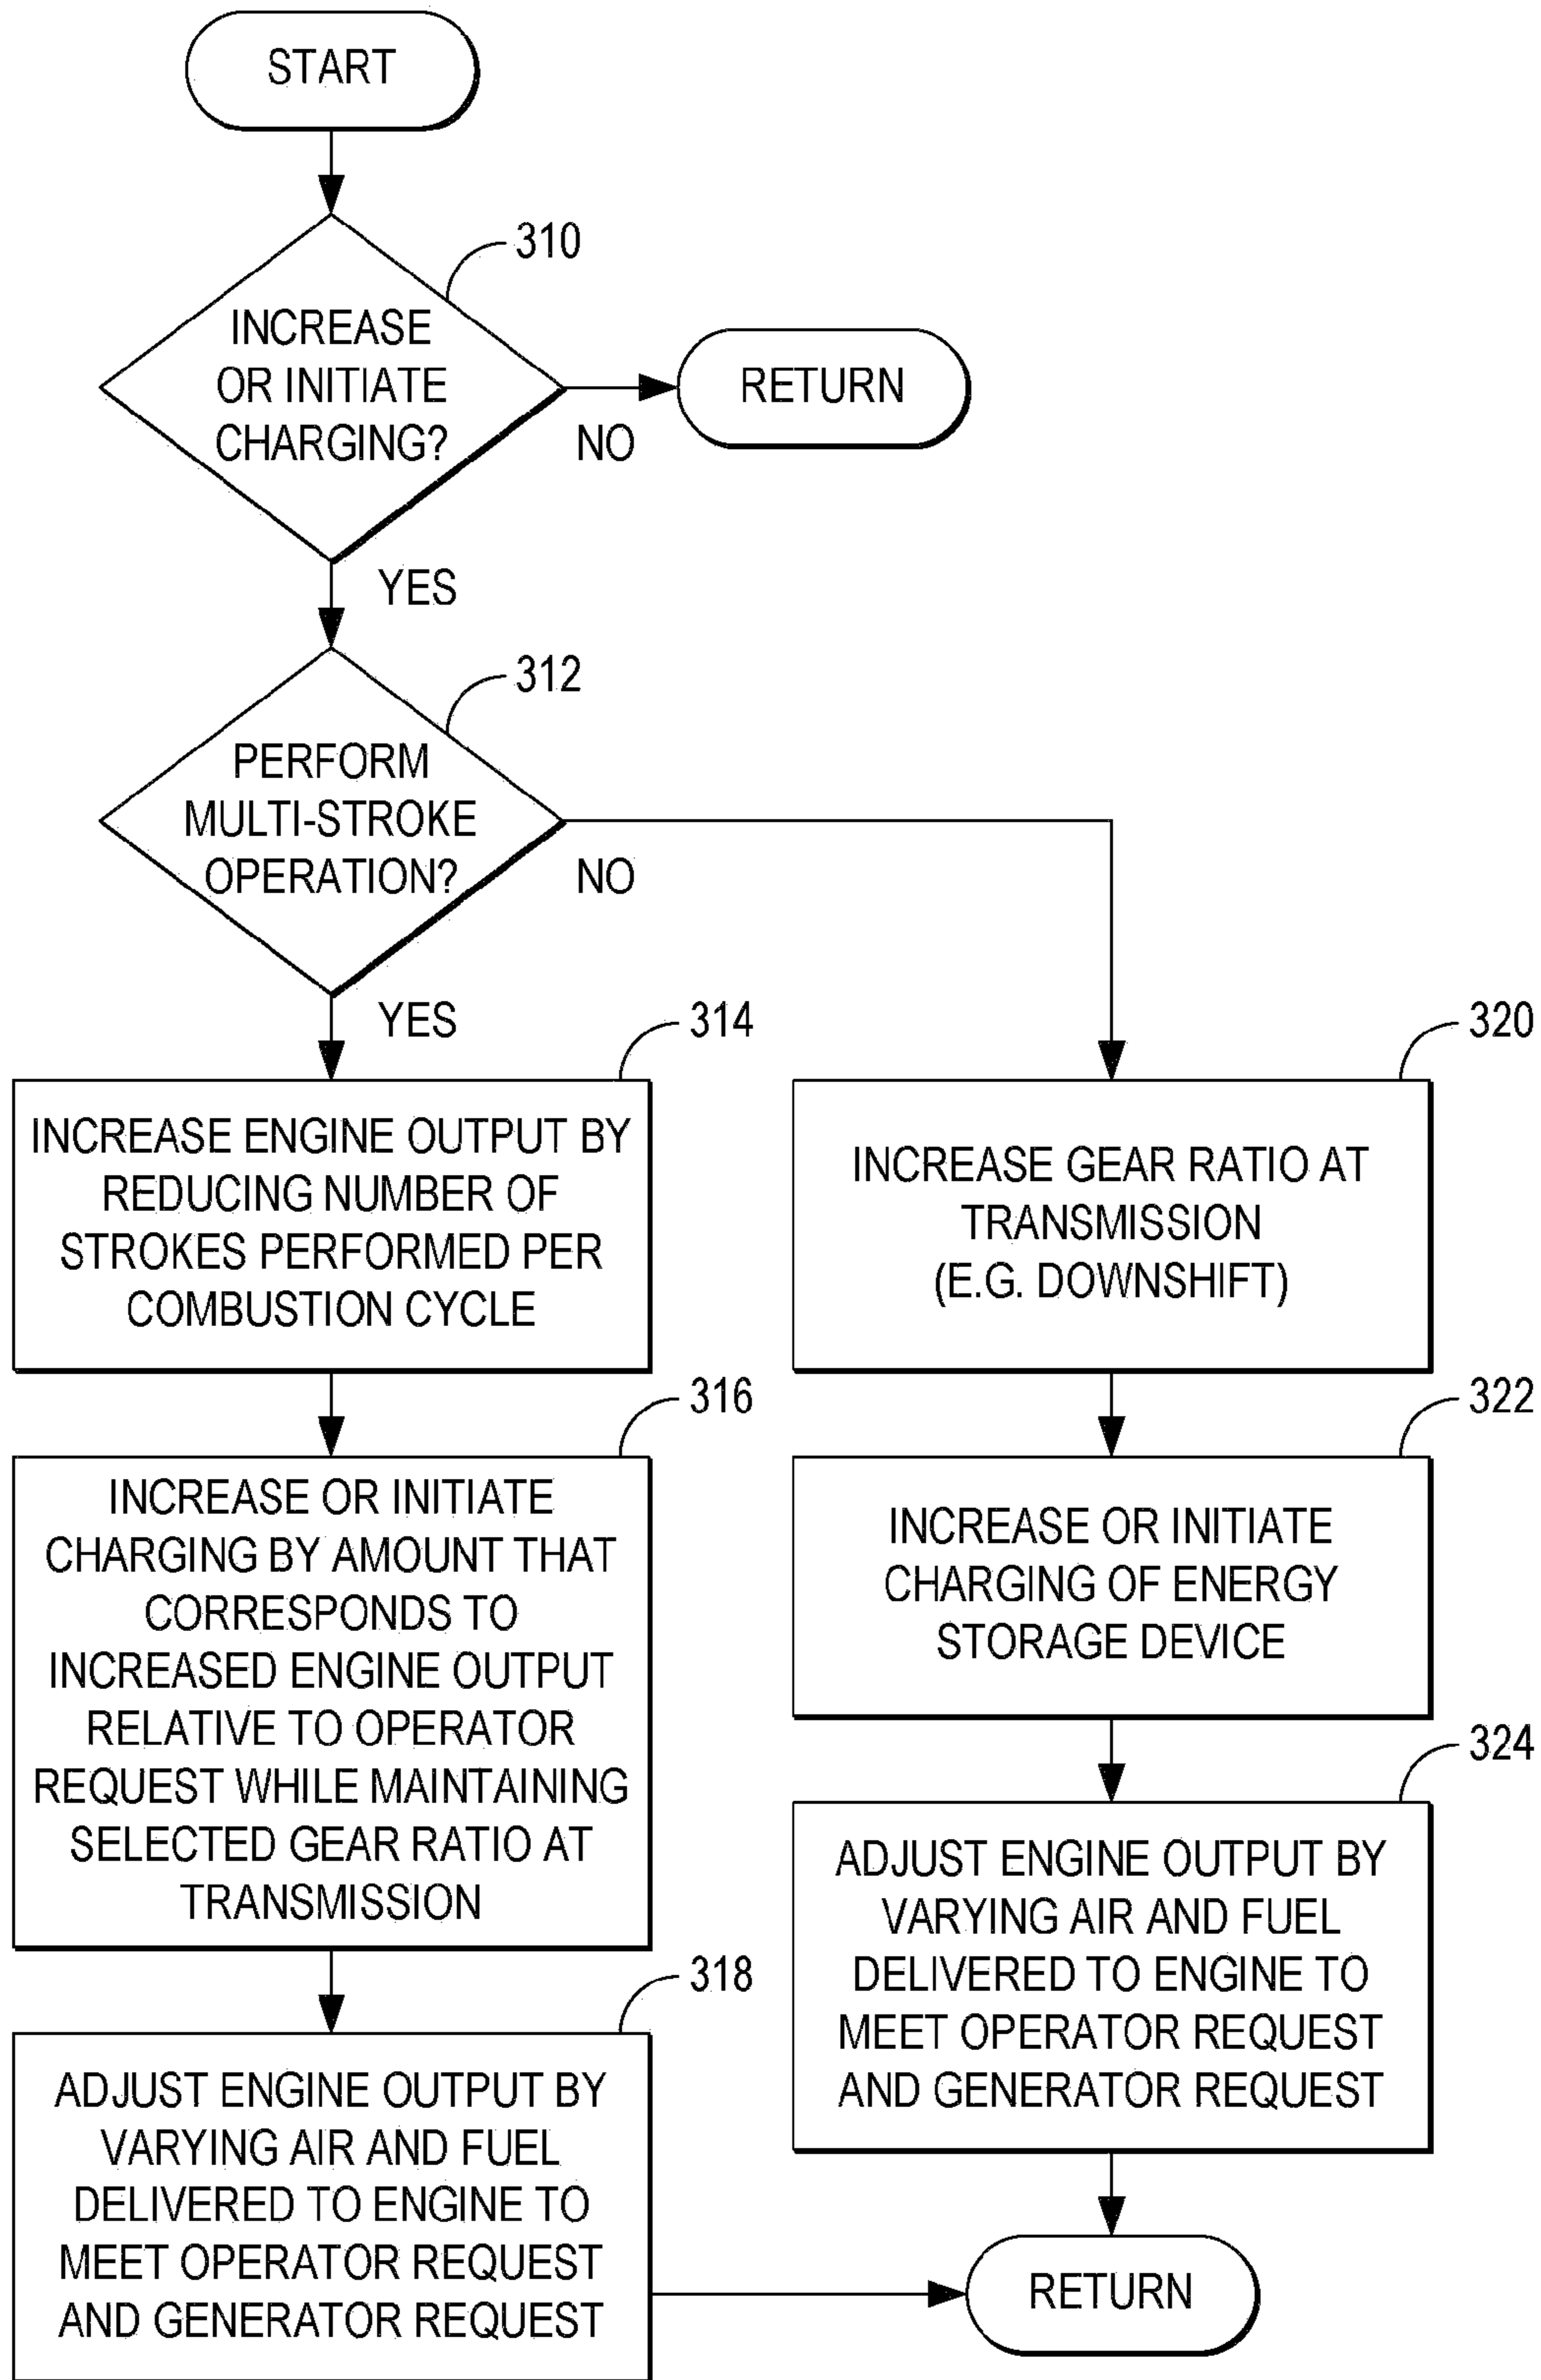 START
310
INCREASE
OR INITIATE
CHARGING?
NO
RETURN
YES
312
PERFORM
MULTI-STROKE
OPERATION?
NO
YES
314
INCREASE ENGINE OUTPUT BY
REDUCING NUMBER OF
STROKES PERFORMED PER
COMBUSTION CYCLE
316
INCREASE OR INITIATE
CHARGING BY AMOUNT THAT
CORRESPONDS TO
INCREASED ENGINE OUTPUT
RELATIVE TO OPERATOR
REQUEST WHILE MAINTAINING
SELECTED GEAR RATIO AT
TRANSMISSION
318
ADJUST ENGINE OUTPUT BY
VARYING AIR AND FUEL
DELIVERED TO ENGINE TO
MEET OPERATOR REQUEST
AND GENERATOR REQUEST
320
INCREASE GEAR RATIO AT
TRANSMISSION
(E.G. DOWNSHIFT)
322
INCREASE OR INITIATE
CHARGING OF ENERGY
STORAGE DEVICE
324
ADJUST ENGINE OUTPUT BY
VARYING AIR AND FUEL
DELIVERED TO ENGINE TO
MEET OPERATOR REQUEST
AND GENERATOR REQUEST
RETURN